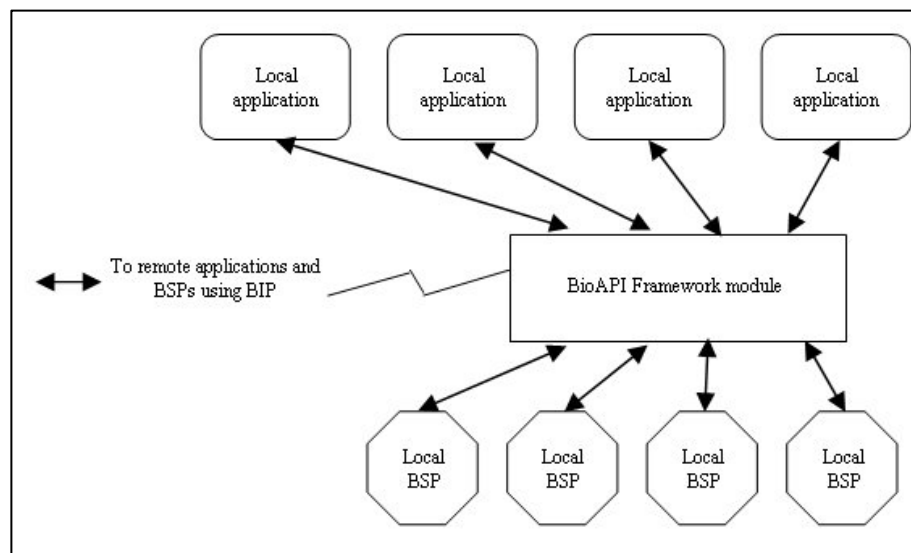 Local
application
Local
application
Local
application
Local
application
To remote applications and
BSPs using BIP
BioAPI Framework module
Local
BSP
Local
BSP
Local
BSP
Local
BSP